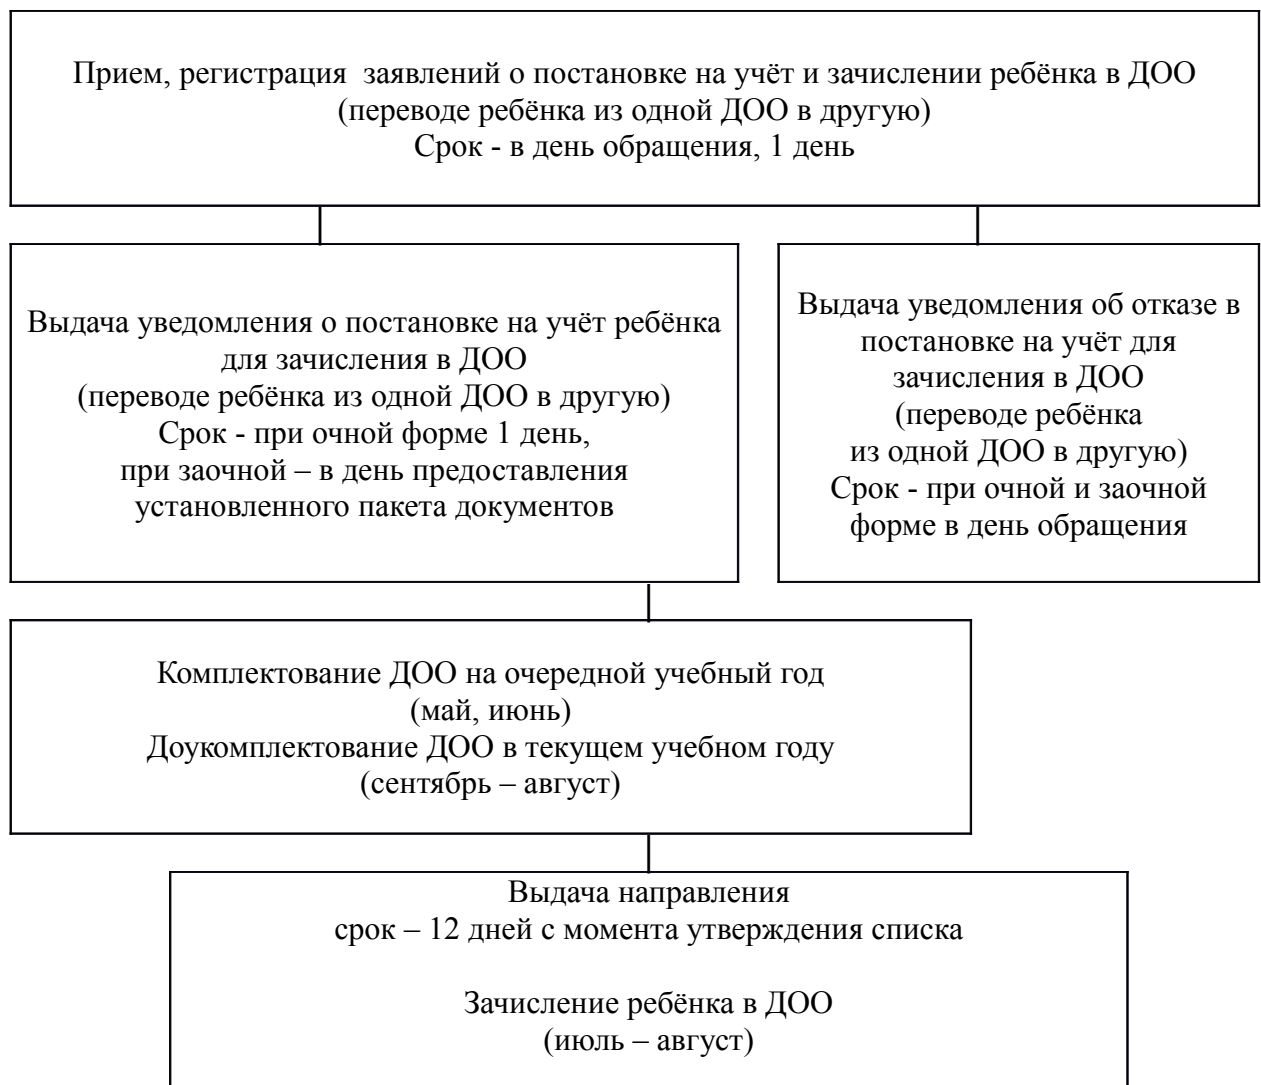 Прием, регистрация  заявлений о постановке на учёт и зачислении ребёнка в ДОО
(переводе ребёнка из одной ДОО в другую)
Срок - в день обращения, 1 день
Выдача уведомления о постановке на учёт ребёнка
для зачисления в ДОО
(переводе ребёнка из одной ДОО в другую)
Срок - при очной форме 1 день,
при заочной – в день предоставления
установленного пакета документов
Выдача уведомления об отказе в
постановке на учёт для
зачисления в ДОО
(переводе ребёнка
из одной ДОО в другую)
Срок - при очной и заочной
форме в день обращения
Комплектование ДОО на очередной учебный год
(май, июнь)
Доукомплектование ДОО в текущем учебном году
(сентябрь – август)
Выдача направления
срок – 12 дней с момента утверждения списка
Зачисление ребёнка в ДОО
(июль – август)